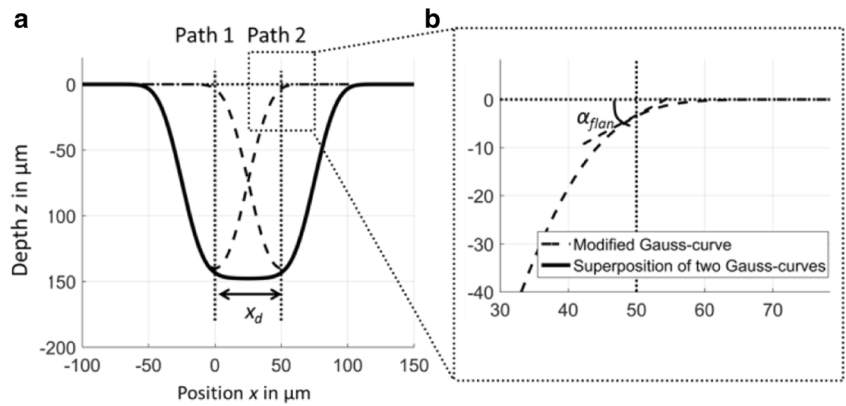 a
Path 1 Path 2
0
-50
100
150
-200
-100 -50 0 50 100 150
x_d
Depth z in µm
Position x in µm
b
0
-10
-20
-30
-40
30 40 50 60 70
α_flan
Modified Gauss-curve
Superposition of two Gauss-curves